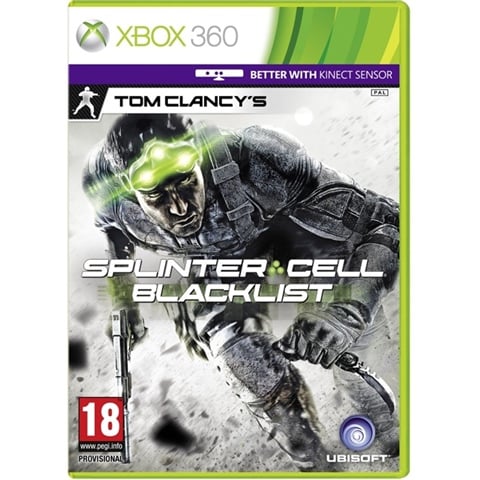 XBOX 360
BETTER WITH KINECT SENSOR
PAL
TOM CLANCY'S
SPLINTER CELL
BLACKLIST
18
www.pegi.info
PROVISIONAL
UBISOFT